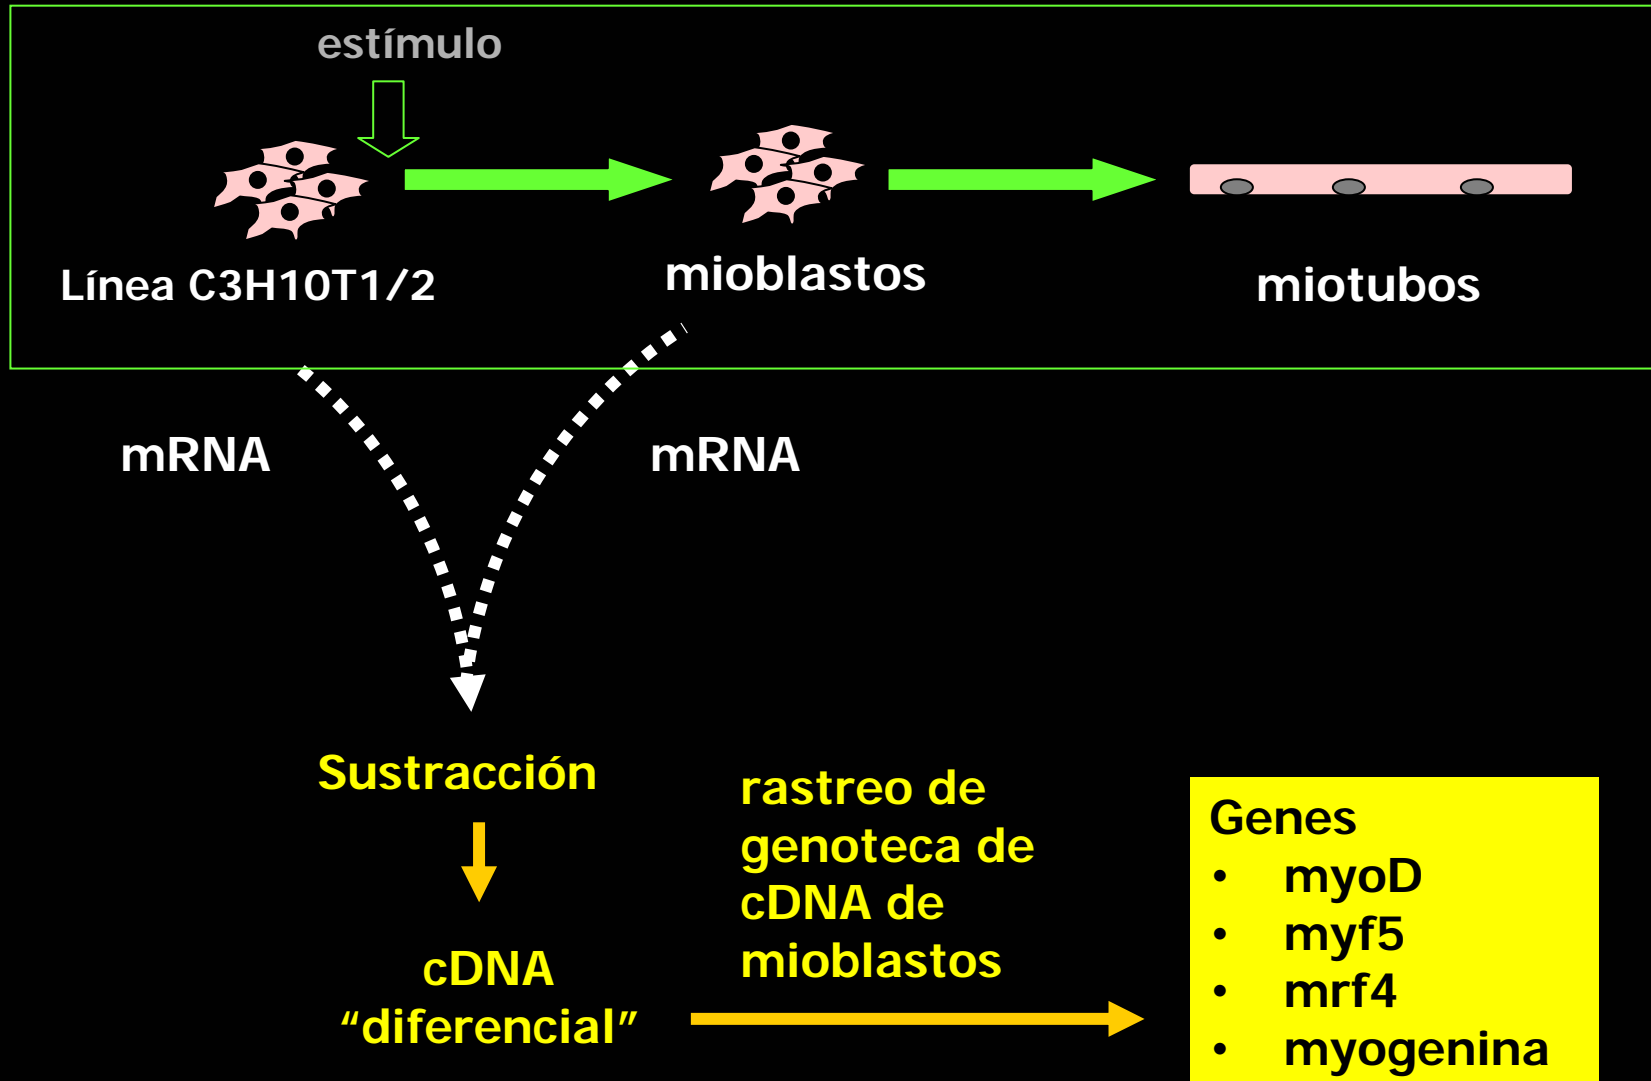 estímulo
Línea C3H10T1/2
mioblastos
miotubos
mRNA
mRNA
Sustracción
cDNA
“diferencial”
rastreo de
genoteca de
cDNA de
mioblastos
Genes
• myoD
• myf5
• mrf4
• myogenina